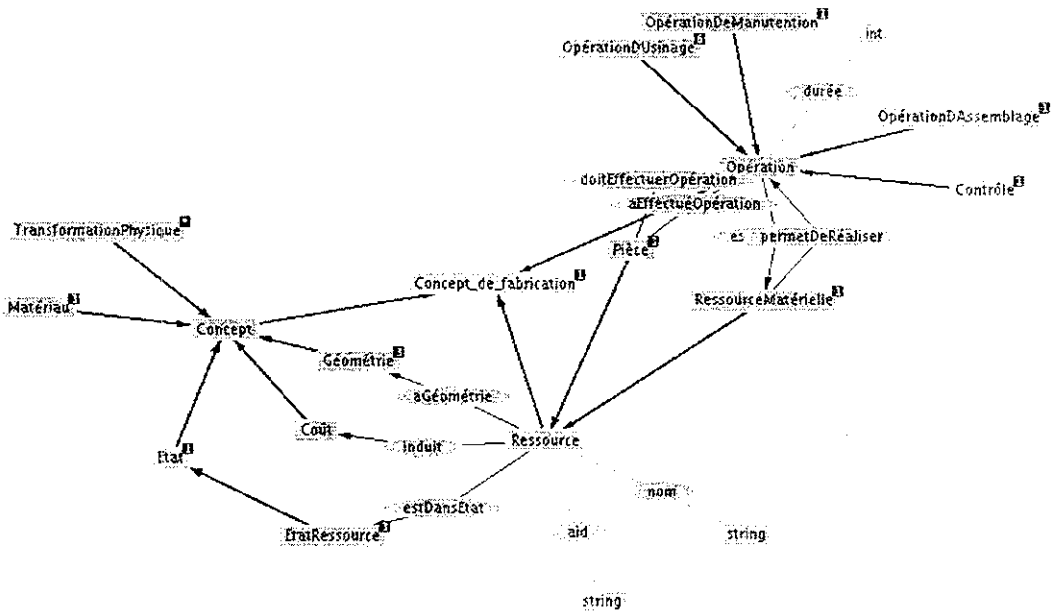 OpérationDeManutention
int
OpérationDUsinage
durée
OpérationDAssemblage
Opération
doitEffectuerOpération
Contrôle
aEffectuéOpération
TransformationPhysique
Pièce
es permetDeRéaliser
Concept_de_fabrication
RessourceMatérielle
Matériau
Concept
Géométrie
aGéométrie
Coût
induit
Ressource
Etat
nom
estDansEtat
EtatRessource
aid
string
string